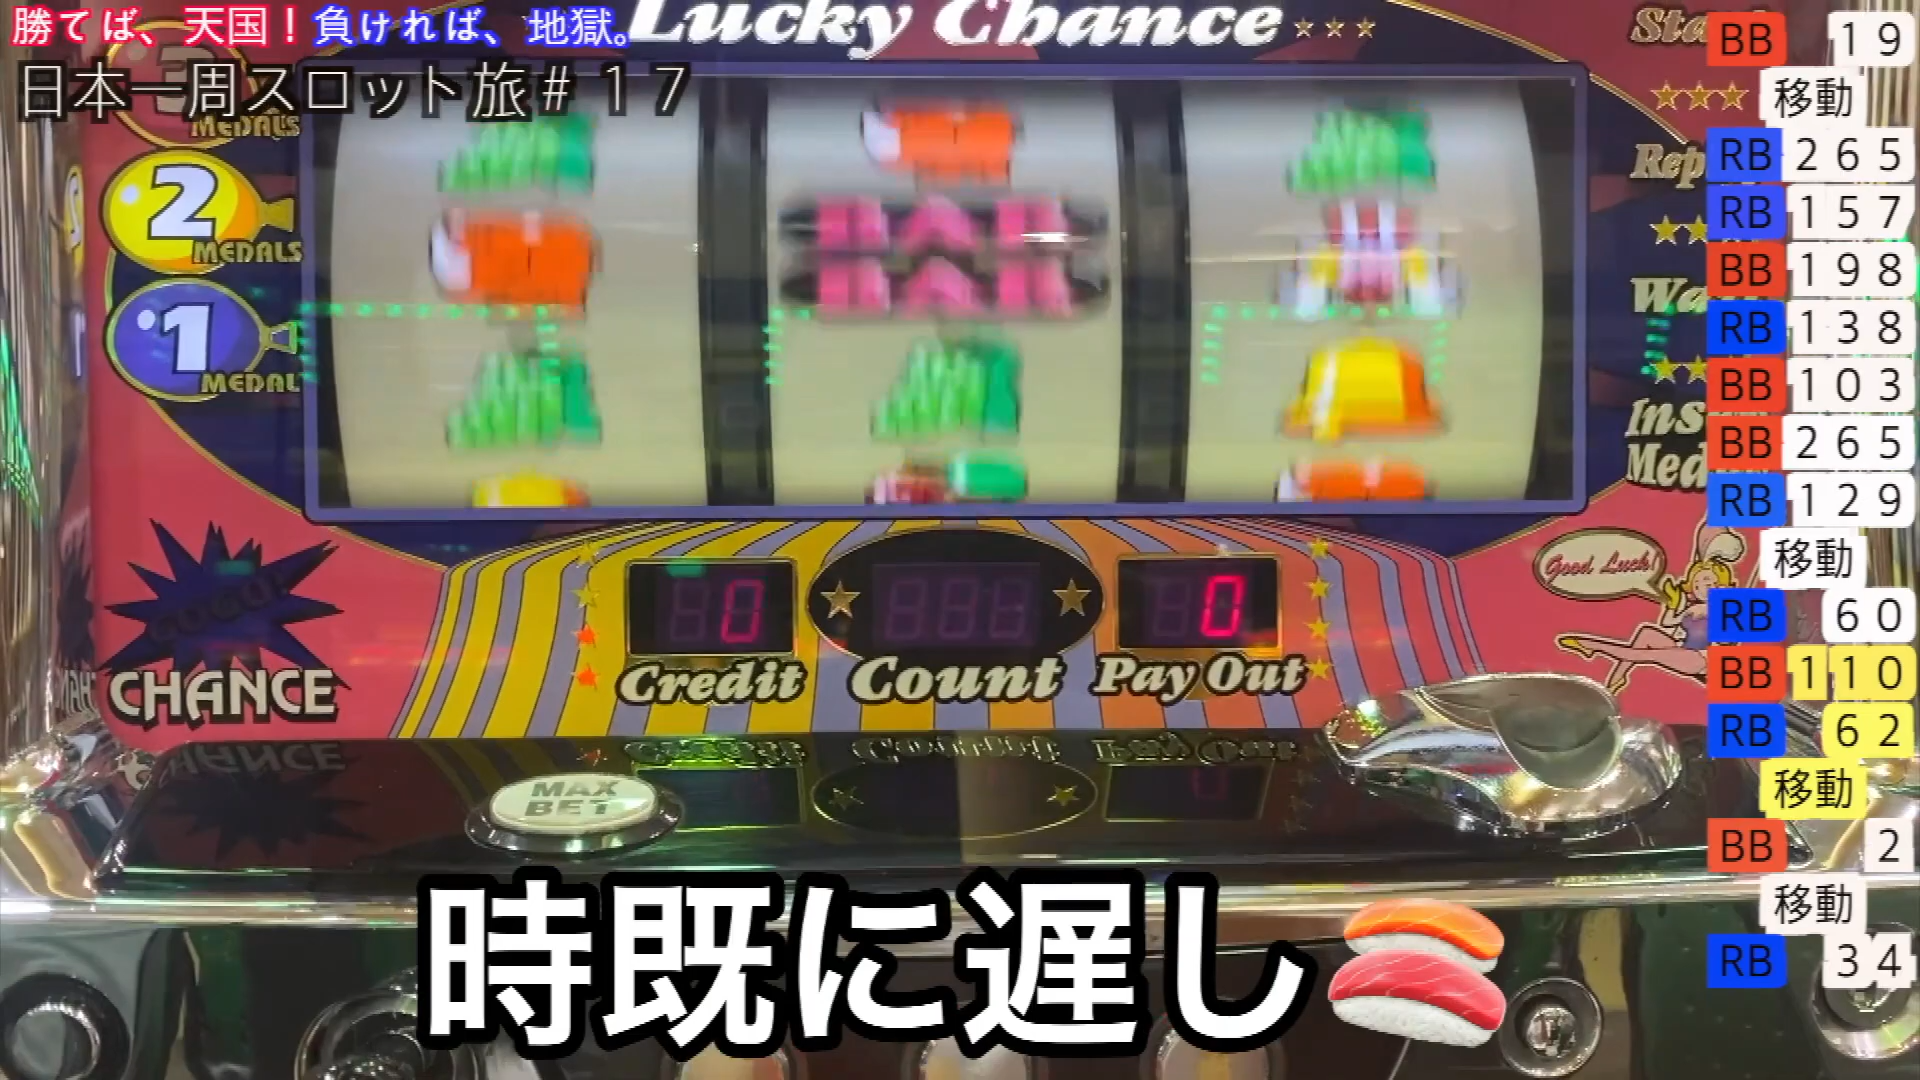 勝てば、天国！負ければ、地獄。
日本一周スロット旅＃１７
Lucky Chance
MEDALS
2
MEDALS
1
MEDAL
BB 19
移動
RB 265
RB 157
BB 198
RB 138
BB 103
BB 265
RB 129
移動
RB 60
BB 110
RB 62
移動
BB 2
移動
RB 34
Good Luck!
GOGO!
CHANCE
0
0
Credit
Count
Pay Out
MAX
BET
時既に遅し🍣